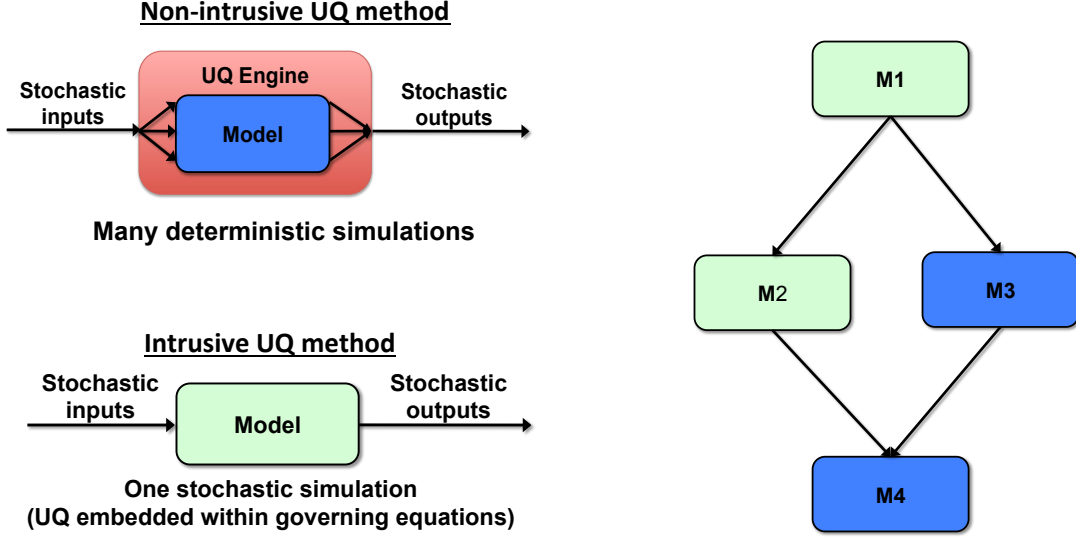 Non-intrusive UQ method
UQ Engine
Stochastic
inputs
Model
Stochastic
outputs
Many deterministic simulations
Intrusive UQ method
Stochastic
inputs
Model
Stochastic
outputs
One stochastic simulation
(UQ embedded within governing equations)
M1
M2
M3
M4